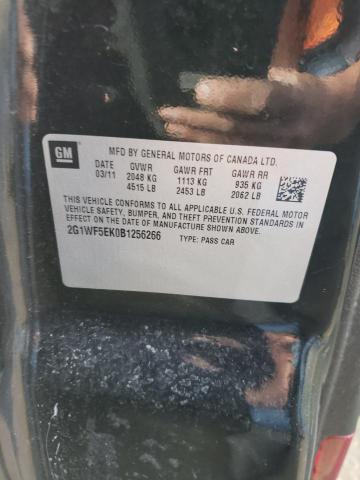 GM
MFD BY GENERAL MOTORS OF CANADA LTD.
DATE GVWR GAWR FRT GAWR RR
03/11 2048 KG 1113 KG 935 KG
4515 LB 2453 LB 2062 LB
THIS VEHICLE CONFORMS TO ALL APPLICABLE U.S. FEDERAL MOTOR
VEHICLE SAFETY, BUMPER, AND THEFT PREVENTION STANDARDS
IN EFFECT ON THE DATE OF MANUFACTURE SHOWN ABOVE.
2G1WF5EK0B1256266 TYPE: PASS CAR